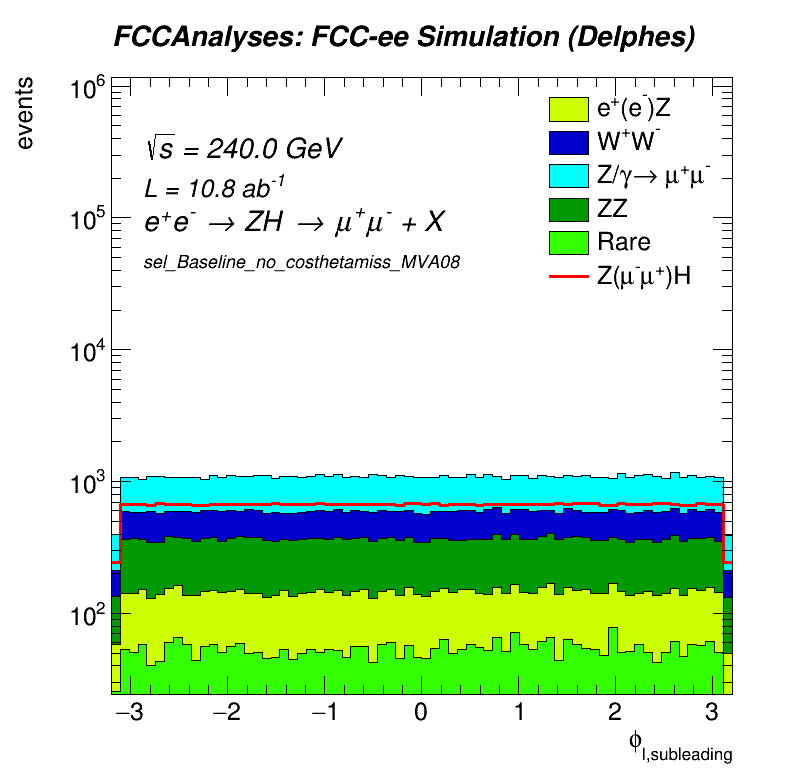 FCCAnalyses: FCC-ee Simulation (Delphes)
events
10⁶
10⁵
10⁴
10³
10²
√s = 240.0 GeV
L = 10.8 ab⁻¹
e⁺e⁻ → ZH → μ⁺μ⁻ + X
sel_Baseline_no_costhetamiss_MVA08
e⁺(e⁻)Z
W⁺W⁻
Z/γ→ μ⁺μ⁻
ZZ
Rare
Z(μ⁻μ⁺)H
−3 −2 −1 0 1 2 3
ϕ_l,subleading